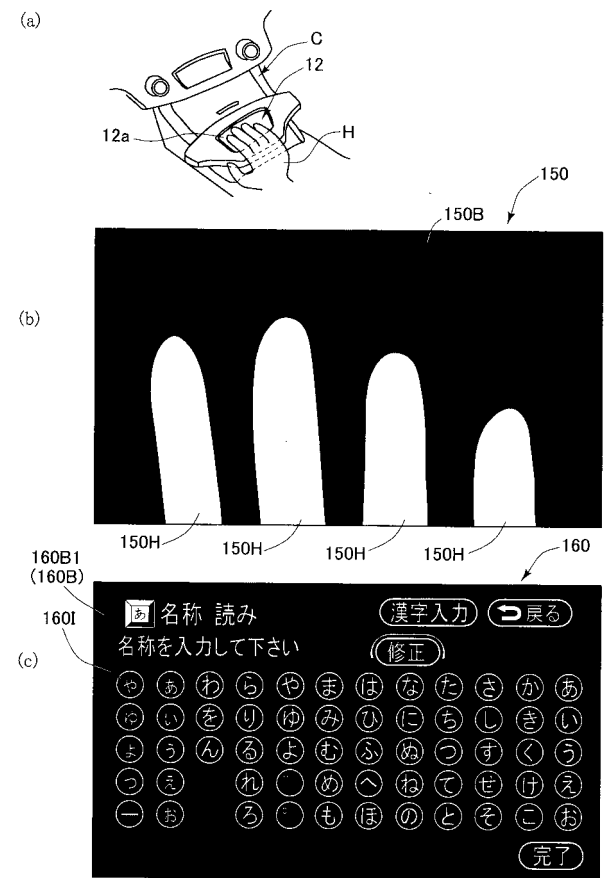 (a)
C
12
12a
H
150
150B
(b)
150H 150H 150H 150H
160B1
(160B)
160
160I
あ 名称 読み 漢字入力 戻る
名称を入力して下さい 修正
(c)
ゃ ぁ わ ら や ま は な た さ か あ
ゅ ぃ を り ゆ み ひ に ち し き い
ょ ぅ ん る よ む ふ ぬ つ す く う
っ ぇ れ め へ ね て せ け え
ー ぉ ろ も ほ の と そ こ お
完了